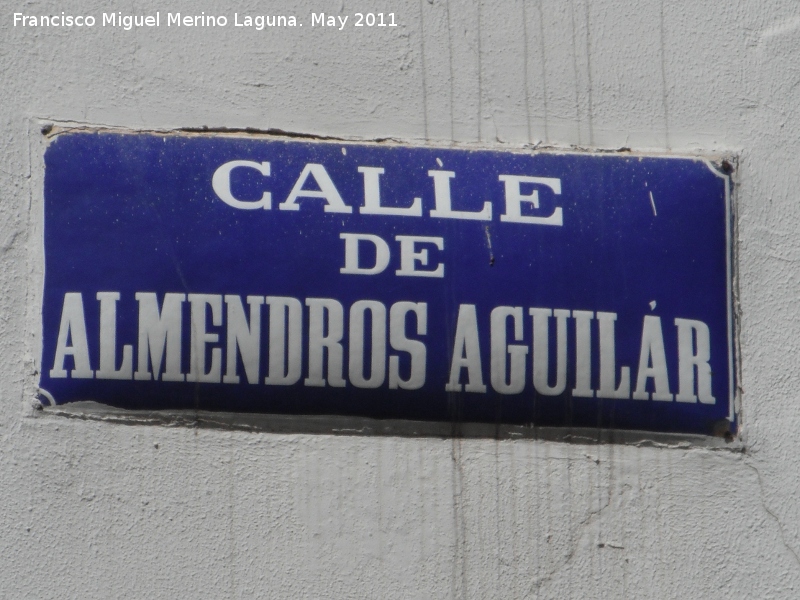 Francisco Miguel Merino Laguna. May 2011
CALLE
DE
ALMENDROS AGUILÁR